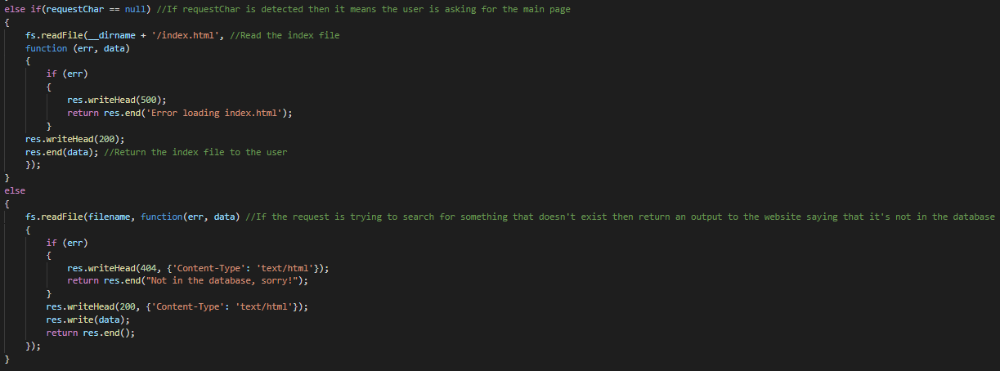 else if(requestChar == null) //If requestChar is detected then it means the user is asking for the main page
{
    fs.readFile(__dirname + '/index.html', //Read the index file
    function (err, data)
    {
        if (err)
        {
            res.writeHead(500);
            return res.end('Error loading index.html');
        }
    res.writeHead(200);
    res.end(data); //Return the index file to the user
    });
}
else
{
    fs.readFile(filename, function(err, data) //If the request is trying to search for something that doesn't exist then return an output to the website saying that it's not in the database
    {
        if (err)
        {
            res.writeHead(404, {'Content-Type': 'text/html'});
            return res.end("Not in the database, sorry!");
        }
        res.writeHead(200, {'Content-Type': 'text/html'});
        res.write(data);
        return res.end();
    });
}